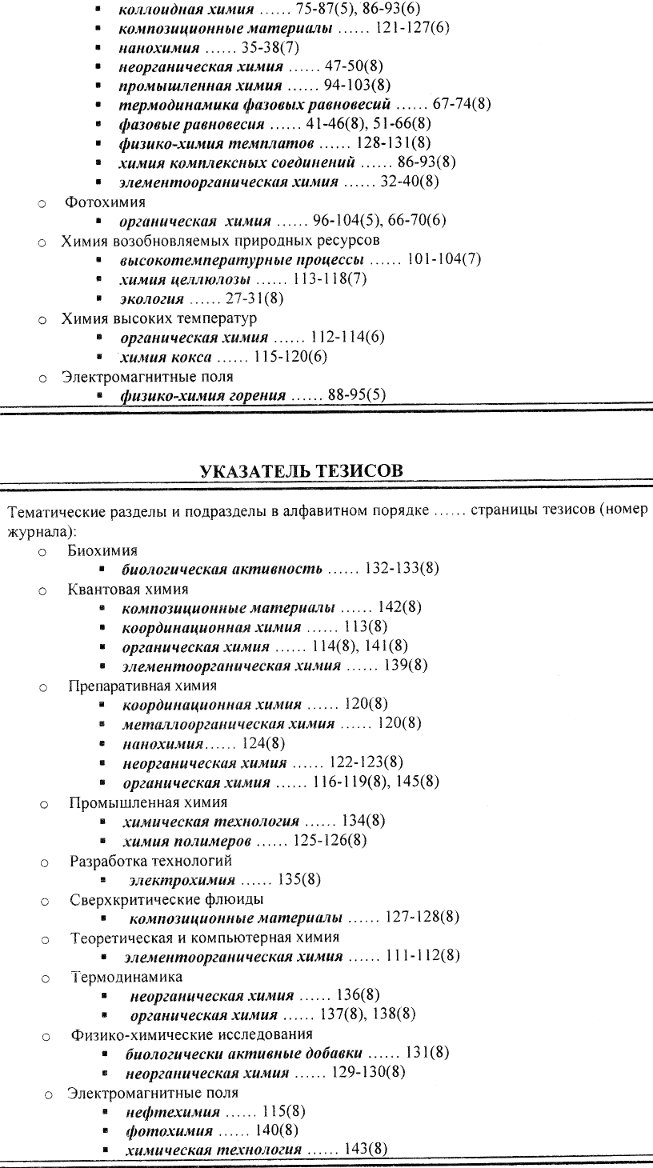 ▪ коллоидная химия …… 75-87(5), 86-93(6)
▪ композиционные материалы …… 121-127(6)
▪ нанохимия …… 35-38(7)
▪ неорганическая химия …… 47-50(8)
▪ промышленная химия …… 94-103(8)
▪ термодинамика фазовых равновесий …… 67-74(8)
▪ фазовые равновесия …… 41-46(8), 51-66(8)
▪ физико-химия темплатов …… 128-131(8)
▪ химия комплексных соединений …… 86-93(8)
▪ элементоорганическая химия …… 32-40(8)
○ Фотохимия
▪ органическая химия …… 96-104(5), 66-70(6)
○ Химия возобновляемых природных ресурсов
▪ высокотемпературные процессы …… 101-104(7)
▪ химия целлюлозы …… 113-118(7)
▪ экология …… 27-31(8)
○ Химия высоких температур
▪ органическая химия …… 112-114(6)
▪ химия кокса …… 115-120(6)
○ Электромагнитные поля
▪ физико-химия горения …… 88-95(5)
УКАЗАТЕЛЬ ТЕЗИСОВ
Тематические разделы и подразделы в алфавитном порядке …… страницы тезисов (номер
журнала):
○ Биохимия
▪ биологическая активность …… 132-133(8)
○ Квантовая химия
▪ композиционные материалы …… 142(8)
▪ координационная химия …… 113(8)
▪ органическая химия …… 114(8), 141(8)
▪ элементоорганическая химия …… 139(8)
○ Препаративная химия
▪ координационная химия …… 120(8)
▪ металлоорганическая химия …… 120(8)
▪ нанохимия…… 124(8)
▪ неорганическая химия …… 122-123(8)
▪ органическая химия …… 116-119(8), 145(8)
○ Промышленная химия
▪ химическая технология …… 134(8)
▪ химия полимеров …… 125-126(8)
○ Разработка технологий
▪ электрохимия …… 135(8)
○ Сверхкритические флюиды
▪ композиционные материалы …… 127-128(8)
○ Теоретическая и компьютерная химия
▪ элементоорганическая химия …… 111-112(8)
○ Термодинамика
▪ неорганическая химия …… 136(8)
▪ органическая химия …… 137(8), 138(8)
○ Физико-химические исследования
▪ биологически активные добавки …… 131(8)
▪ неорганическая химия …… 129-130(8)
○ Электромагнитные поля
▪ нефтехимия …… 115(8)
▪ фотохимия …… 140(8)
▪ химическая технология …… 143(8)